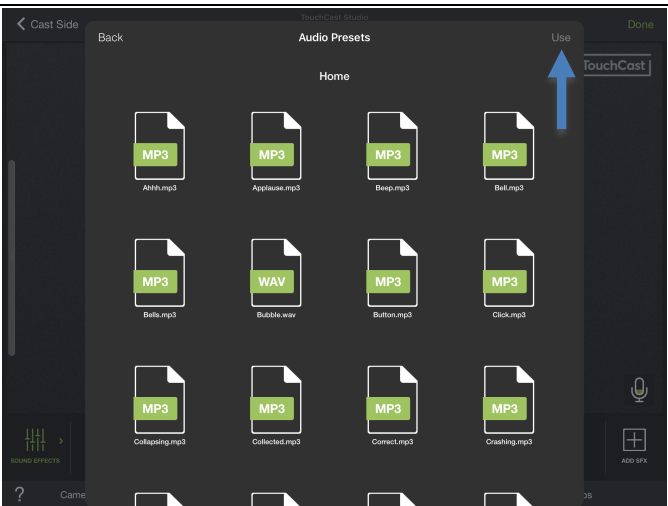 TouchCast Studio
Cast Side
Done
Back
Audio Presets
Use
TouchCast
Home
MP3
MP3
MP3
MP3
Ahhh.mp3
Applause.mp3
Beep.mp3
Bell.mp3
MP3
WAV
MP3
MP3
Bells.mp3
Bubble.wav
Button.mp3
Click.mp3
MP3
MP3
MP3
MP3
Collapsing.mp3
Collected.mp3
Correct.mp3
Crashing.mp3
SOUND EFFECTS
ADD SFX
?
Came
ps